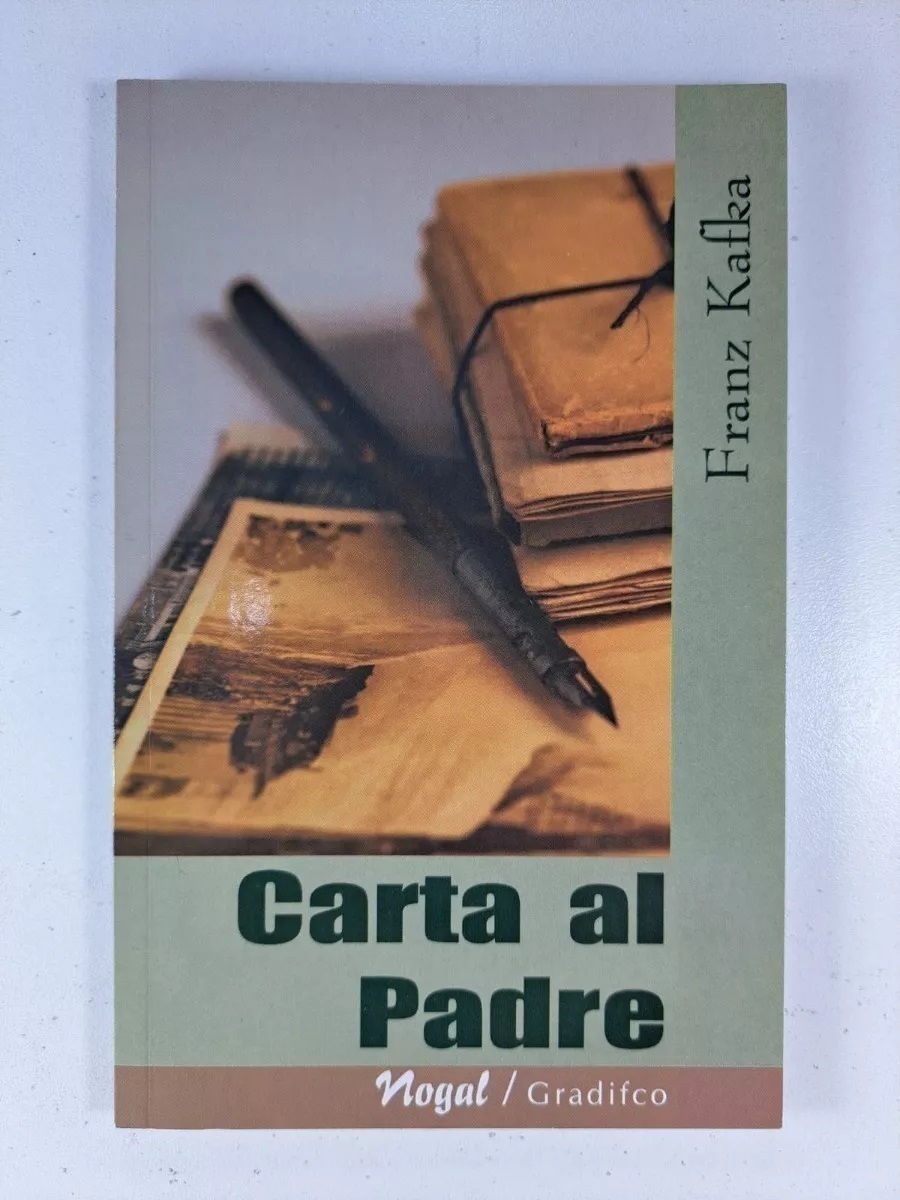 Franz Kafka
Carta al
Padre
Nogal / Gradifco